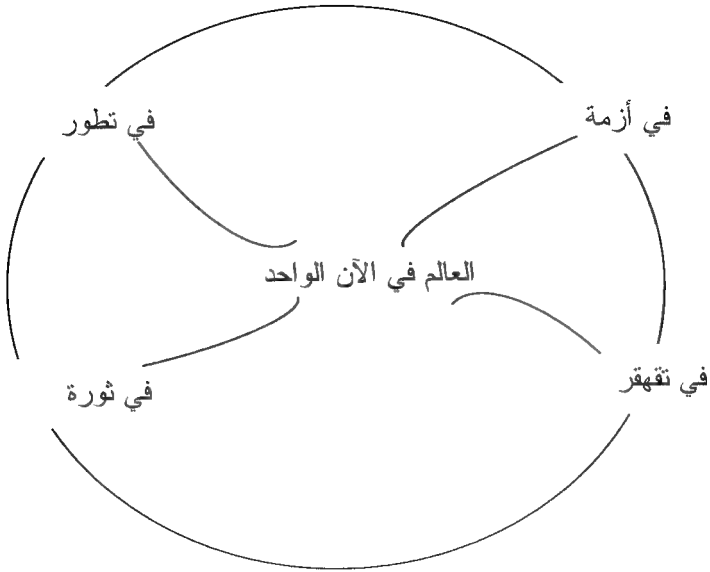 في أزمة
في تطور
العالم في الآن الواحد
في تقهقر
في ثورة